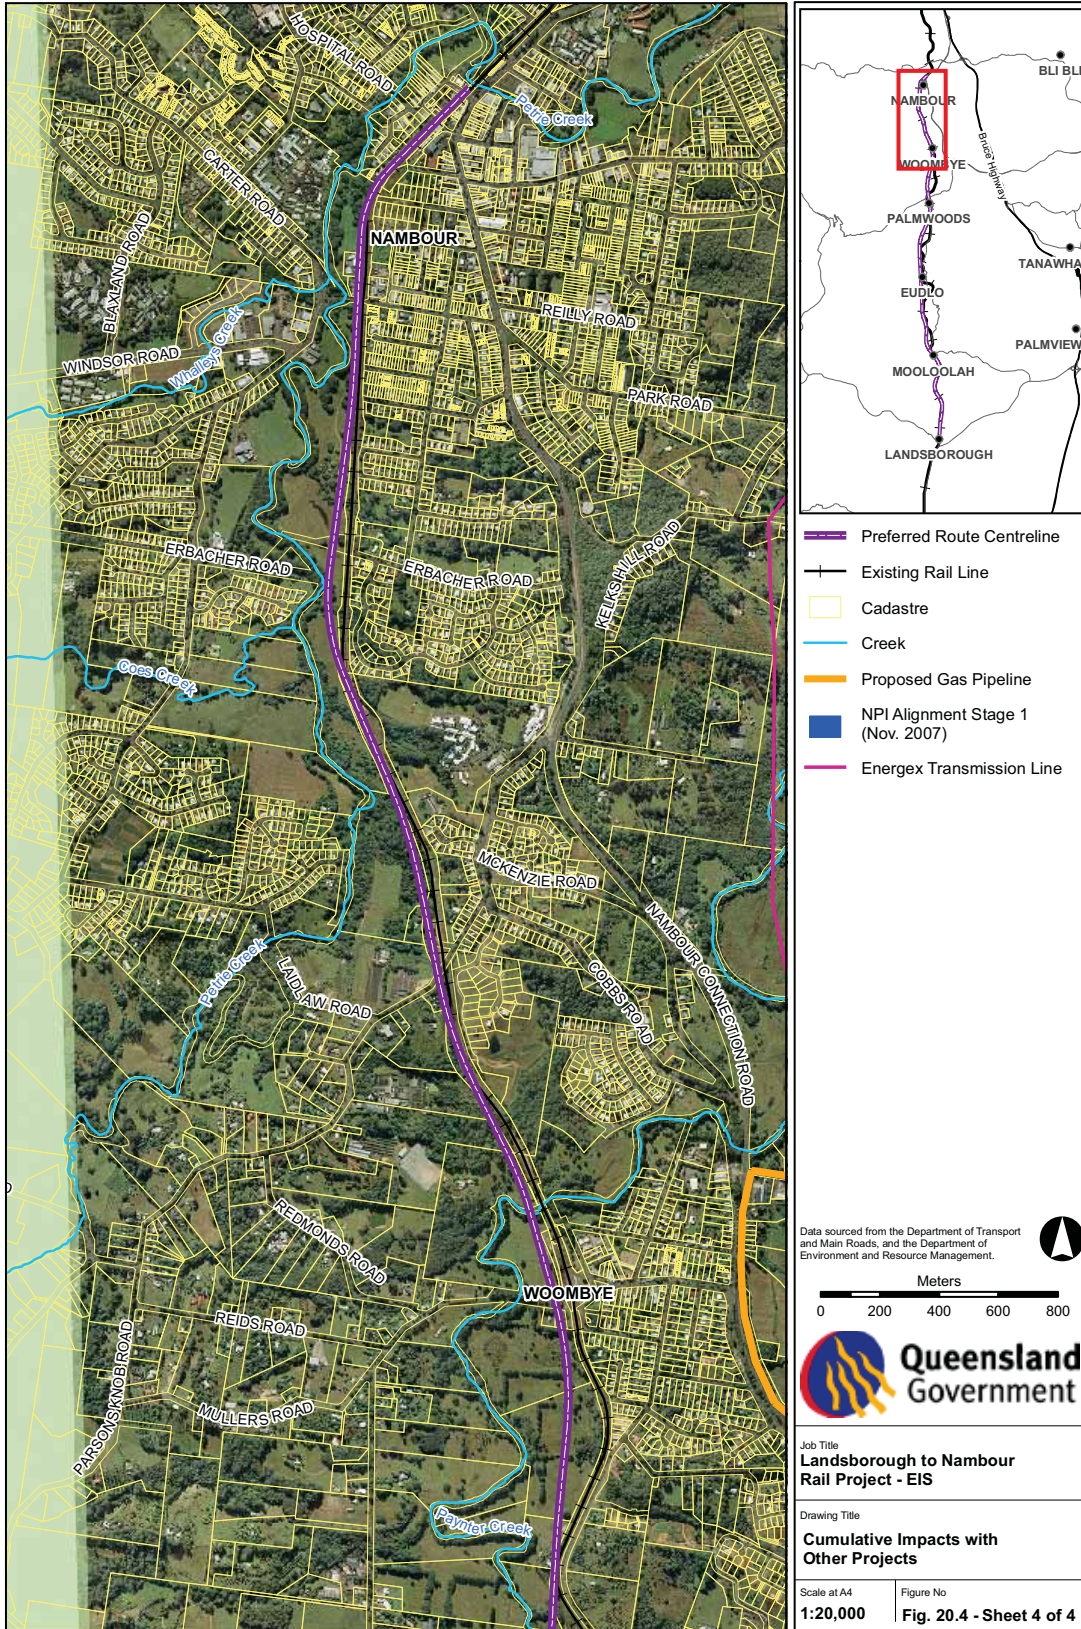 HOSPITAL ROAD
Petrie Creek
CARTER ROAD
BLAXLAND ROAD
NAMBOUR
WINDSOR ROAD
Whalleys Creek
REILLY ROAD
PARK ROAD
ERBACHER ROAD
ERBACHER ROAD
KELKS HILL ROAD
Coes Creek
MCKENZIE ROAD
NAMBOUR CONNECTION ROAD
COBBS ROAD
Petrie Creek
LAIDLAW ROAD
REDMONDS ROAD
WOOMBYE
REIDS ROAD
PARSONS KNOB ROAD
MULLERS ROAD
Paynter Creek
BLI BLI
NAMBOUR
Bruce Highway
WOOMBYE
PALMWOODS
TANAWHA
EUDLO
PALMVIEW
MOOLOOLAH
LANDSBOROUGH
Preferred Route Centreline
Existing Rail Line
Cadastre
Creek
Proposed Gas Pipeline
NPI Alignment Stage 1
(Nov. 2007)
Energex Transmission Line
Data sourced from the Department of Transport
and Main Roads, and the Department of
Environment and Resource Management.
Meters
0 200 400 600 800
Queensland
Government
Job Title
Landsborough to Nambour
Rail Project - EIS
Drawing Title
Cumulative Impacts with
Other Projects
Scale at A4
1:20,000
Figure No
Fig. 20.4 - Sheet 4 of 4